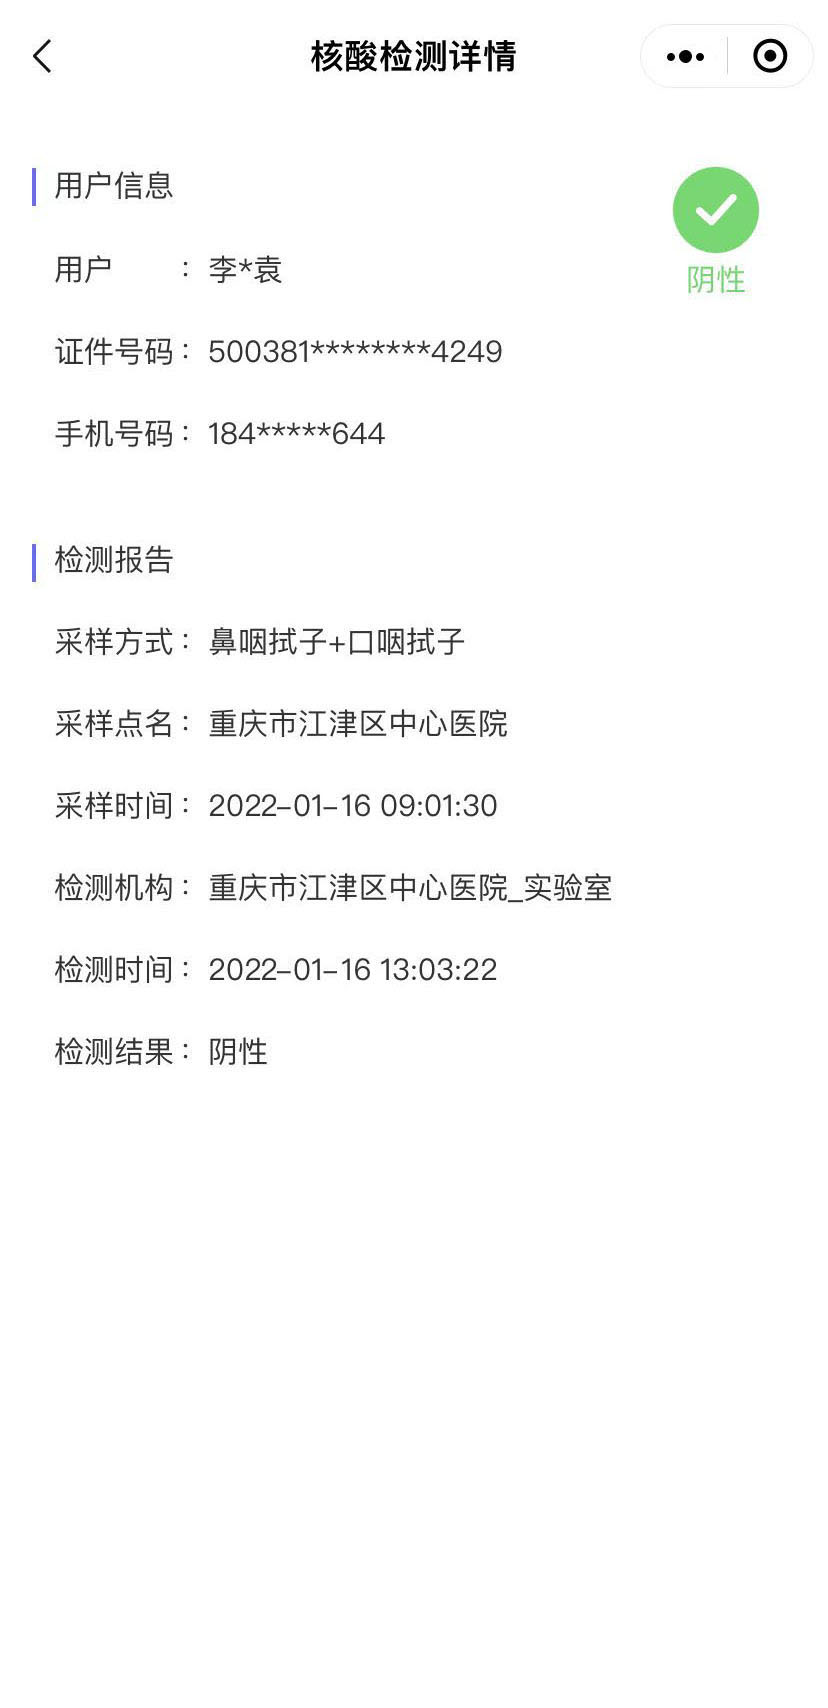 核酸检测详情
用户信息
用户：李*袁
阴性
证件号码：500381********4249
手机号码：184*****644
检测报告
采样方式：鼻咽拭子+口咽拭子
采样点名：重庆市江津区中心医院
采样时间：2022-01-16 09:01:30
检测机构：重庆市江津区中心医院_实验室
检测时间：2022-01-16 13:03:22
检测结果：阴性